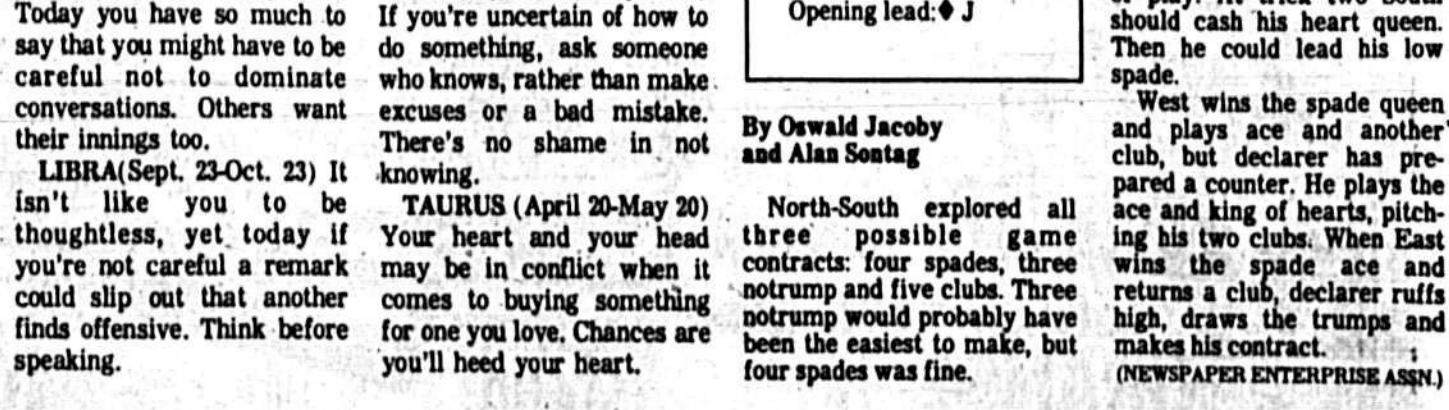 Today you have so much to
say that you might have to be
careful not to dominate
conversations. Others want
their innings too.
LIBRA(Sept. 23-Oct. 23) It
isn't like you to be
thoughtless, yet today if
you're not careful a remark
could slip out that another
finds offensive. Think before
speaking.
If you're uncertain of how to
do something, ask someone
who knows, rather than make
excuses or a bad mistake.
There's no shame in not
knowing.
TAURUS (April 20-May 20)
Your heart and your head
may be in conflict when it
comes to buying something
for one you love. Chances are
you'll heed your heart.
Opening lead:♦ J
By Oswald Jacoby
and Alan Sontag
North-South explored all
three possible game
contracts: four spades, three
notrump and five clubs. Three
notrump would probably have
been the easiest to make, but
four spades was fine.
should cash his heart queen.
Then he could lead his low
spade.
West wins the spade queen
and plays ace and another
club, but declarer has pre-
pared a counter. He plays the
ace and king of hearts, pitch-
ing his two clubs. When East
wins the spade ace and
returns a club, declarer ruffs
high, draws the trumps and
makes his contract.
(NEWSPAPER ENTERPRISE ASSN.)